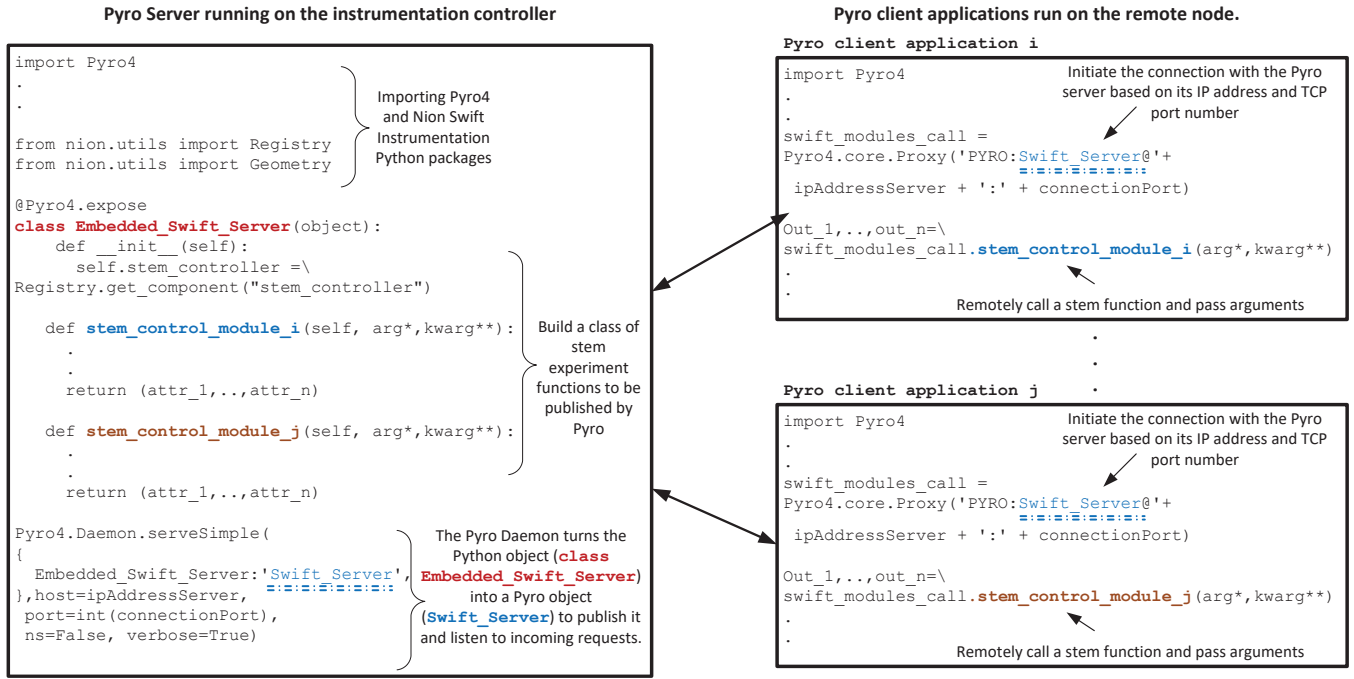 Pyro Server running on the instrumentation controller
import Pyro4
.
.
from nion.utils import Registry
from nion.utils import Geometry
Importing Pyro4
and Nion Swift
Instrumentation
Python packages
@Pyro4.expose
class Embedded_Swift_Server(object):
def __init__(self):
self.stem_controller =\
Registry.get_component("stem_controller")
def stem_control_module_i(self, arg*,kwarg**):
.
.
return (attr_1,..,attr_n)
def stem_control_module_j(self, arg*,kwarg**):
.
.
return (attr_1,..,attr_n)
Build a class of
stem
experiment
functions to be
published by
Pyro
Pyro4.Daemon.serveSimple(
{
Embedded_Swift_Server:'Swift_Server',
},host=ipAddressServer,
port=int(connectionPort),
ns=False, verbose=True)
The Pyro Daemon turns the
Python object (class
Embedded_Swift_Server)
into a Pyro object
(Swift_Server) to publish it
and listen to incoming requests.
Pyro client applications run on the remote node.
Pyro client application i
import Pyro4
.
.
Initiate the connection with the Pyro
server based on its IP address and TCP
port number
swift_modules_call =
Pyro4.core.Proxy('PYRO:Swift_Server@'+
ipAddressServer + ':' + connectionPort)
Out_1,..,out_n=\
swift_modules_call.stem_control_module_i(arg*,kwarg**)
.
.
Remotely call a stem function and pass arguments
.
.
.
Pyro client application j
import Pyro4
.
.
Initiate the connection with the Pyro
server based on its IP address and TCP
port number
swift_modules_call =
Pyro4.core.Proxy('PYRO:Swift_Server@'+
ipAddressServer + ':' + connectionPort)
Out_1,..,out_n=\
swift_modules_call.stem_control_module_j(arg*,kwarg**)
.
.
Remotely call a stem function and pass arguments